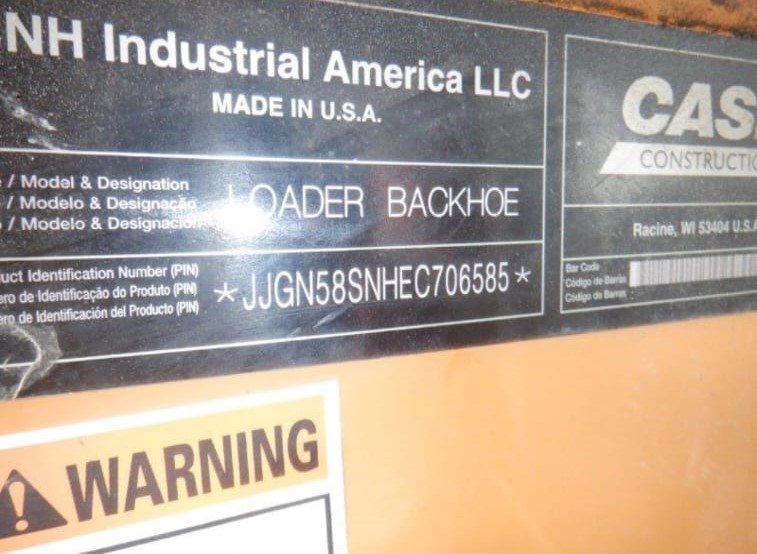 NH Industrial America LLC
MADE IN U.S.A.
/ Model & Designation
/ Modelo & Designação
/ Modelo & Designación
LOADER BACKHOE
uct Identification Number (PIN)
ero de Identificação do Produto (PIN)
ero de Identificación del Producto (PIN)
*JJGN58SNHEC706585*
CAS
CONSTRUCTIO
Racine, WI 53404 U.S.A
Bar Code
Código de Barras
Código de Barras
WARNING